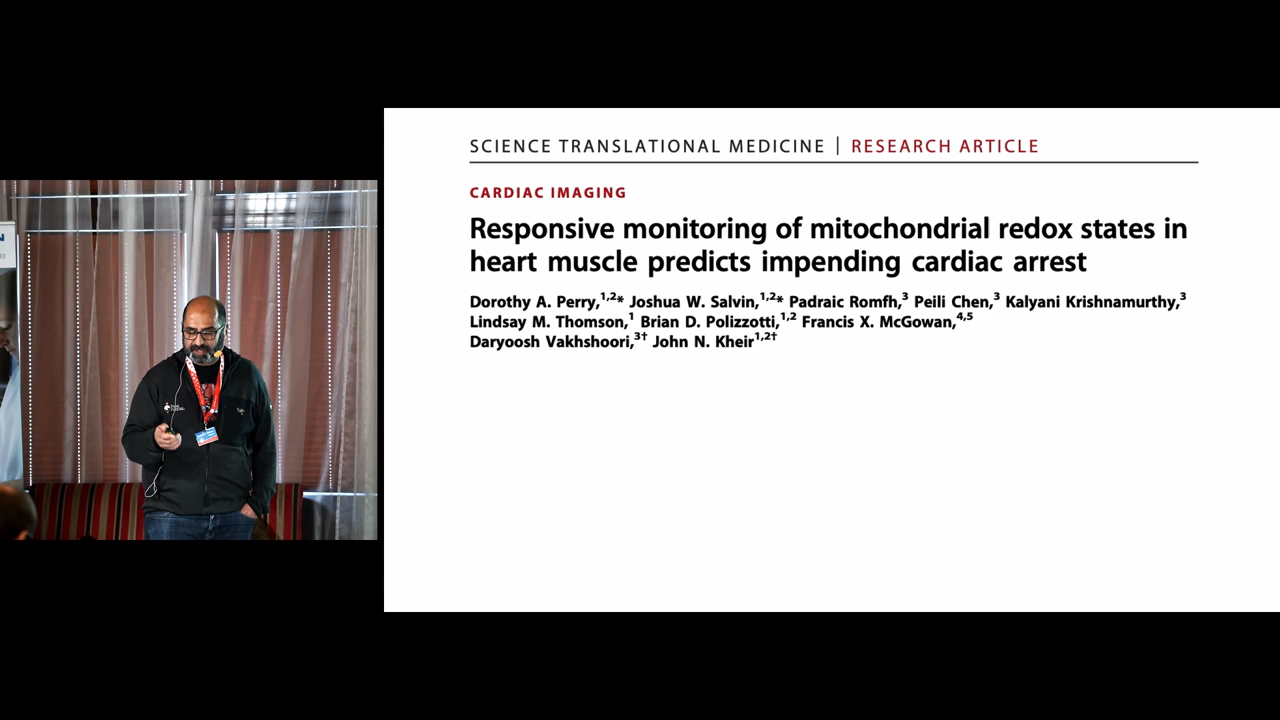 SCIENCE TRANSLATIONAL MEDICINE | RESEARCH ARTICLE
CARDIAC IMAGING
Responsive monitoring of mitochondrial redox states in
heart muscle predicts impending cardiac arrest
Dorothy A. Perry,1,2* Joshua W. Salvin,1,2* Padraic Romfh,3 Peili Chen,3 Kalyani Krishnamurthy,3
Lindsay M. Thomson,1 Brian D. Polizzotti,1,2 Francis X. McGowan,4,5
Daryoosh Vakhshoori,3† John N. Kheir1,2†